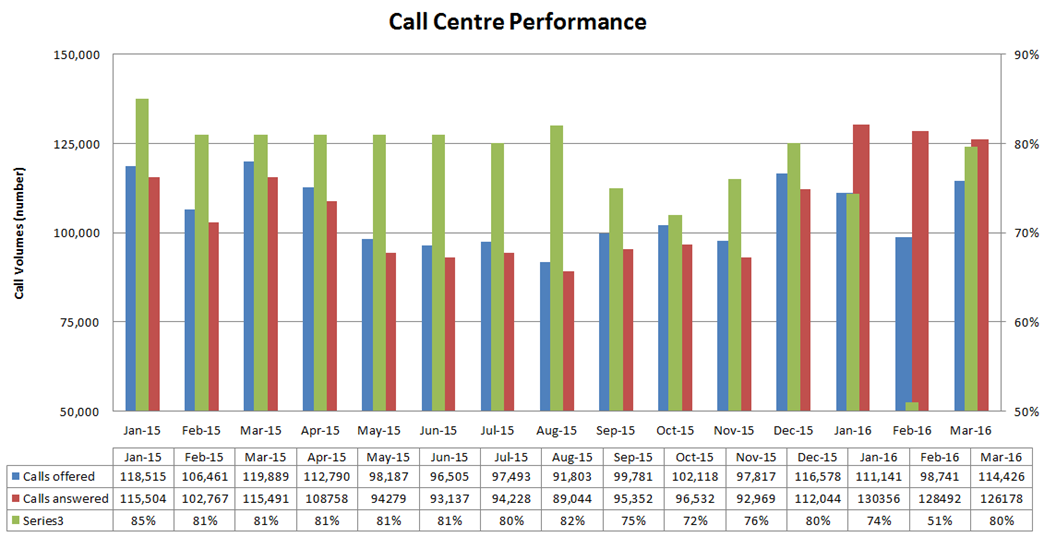 Call Centre Performance
150,000
90%
125,000
80%
100,000
70%
75,000
60%
50,000
50%
Call Volumes (number)
Jan-15 Feb-15 Mar-15 Apr-15 May-15 Jun-15 Jul-15 Aug-15 Sep-15 Oct-15 Nov-15 Dec-15 Jan-16 Feb-16 Mar-16
Jan-15 Feb-15 Mar-15 Apr-15 May-15 Jun-15 Jul-15 Aug-15 Sep-15 Oct-15 Nov-15 Dec-15 Jan-16 Feb-16 Mar-16
Calls offered 118,515 106,461 119,889 112,790 98,187 96,505 97,493 91,803 99,781 102,118 97,817 116,578 111,141 98,741 114,426
Calls answered 115,504 102,767 115,491 108758 94279 93,137 94,228 89,044 95,352 96,532 92,969 112,044 130356 128492 126178
Series3 85% 81% 81% 81% 81% 81% 80% 82% 75% 72% 76% 80% 74% 51% 80%